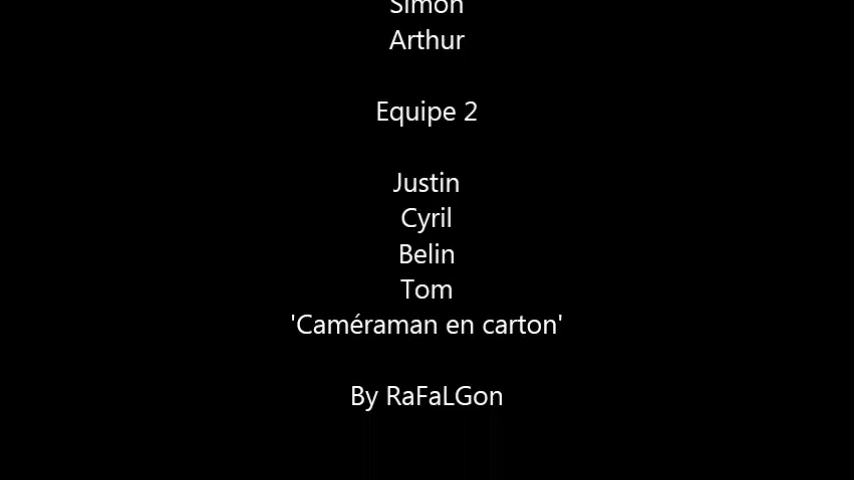 Simon
Arthur
Equipe 2
Justin
Cyril
Belin
Tom
'Caméraman en carton'
By RaFaLGon